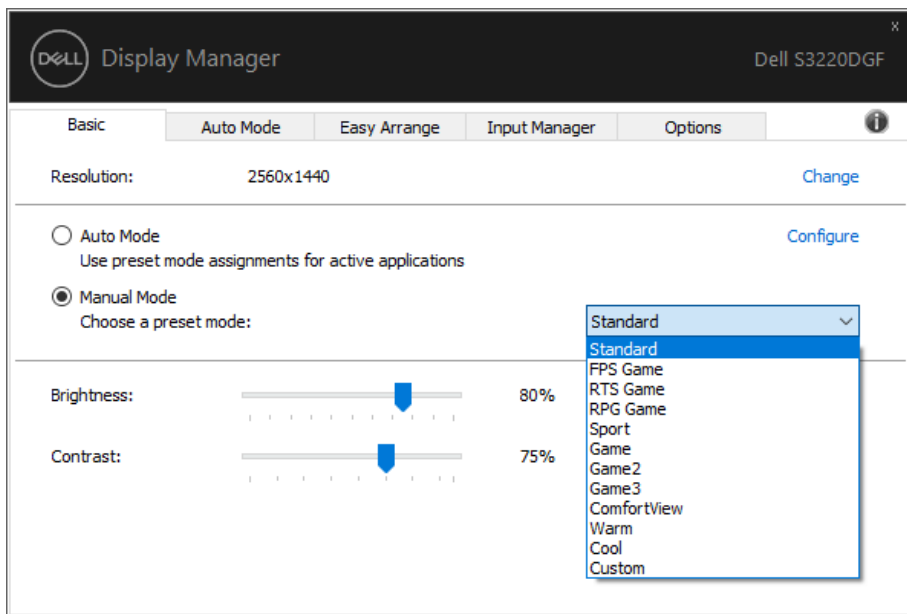 DELL Display Manager
x
Dell S3220DGF
Basic Auto Mode Easy Arrange Input Manager Options i
Resolution: 2560x1440 Change
Auto Mode Configure
Use preset mode assignments for active applications
Manual Mode
Choose a preset mode: Standard
Standard
FPS Game
RTS Game
RPG Game
Sport
Game
Game2
Game3
ComfortView
Warm
Cool
Custom
Brightness: 80%
Contrast: 75%